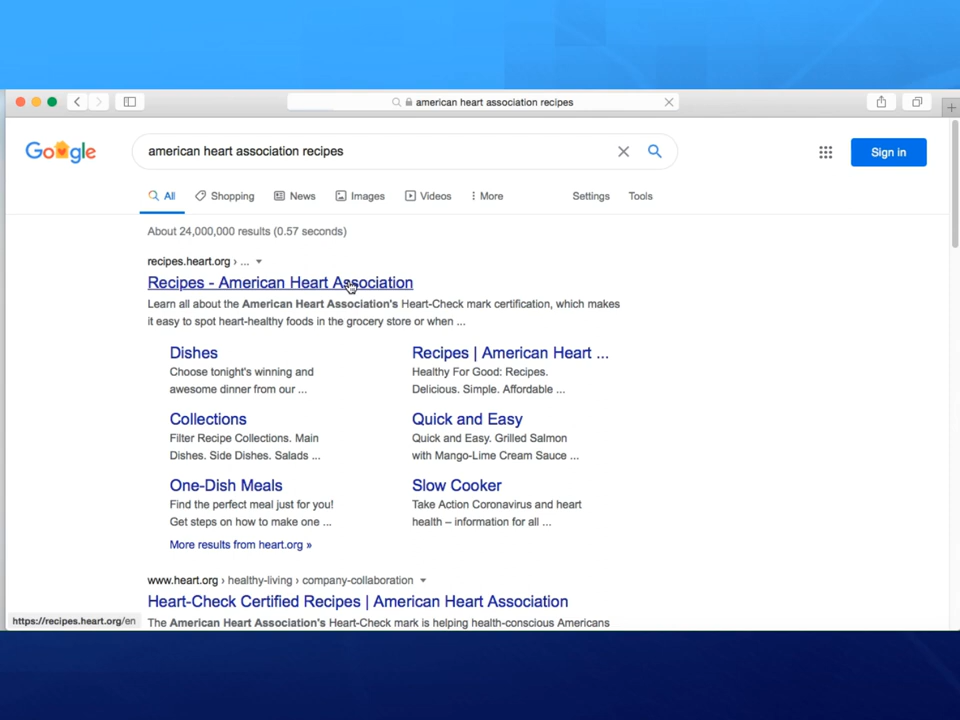 american heart association recipes
Google
american heart association recipes
Sign in
All Shopping News Images Videos More Settings Tools
About 24,000,000 results (0.57 seconds)
recipes.heart.org › ...
Recipes - American Heart Association
Learn all about the American Heart Association's Heart-Check mark certification, which makes
it easy to spot heart-healthy foods in the grocery store or when ...
Dishes
Choose tonight's winning and
awesome dinner from our ...
Recipes | American Heart ...
Healthy For Good: Recipes.
Delicious. Simple. Affordable ...
Collections
Filter Recipe Collections. Main
Dishes. Side Dishes. Salads ...
Quick and Easy
Quick and Easy. Grilled Salmon
with Mango-Lime Cream Sauce ...
One-Dish Meals
Find the perfect meal just for you!
Get steps on how to make one ...
Slow Cooker
Take Action Coronavirus and heart
health – information for all ...
More results from heart.org »
www.heart.org › healthy-living › company-collaboration
Heart-Check Certified Recipes | American Heart Association
The American Heart Association's Heart-Check mark is helping health-conscious Americans
https://recipes.heart.org/en